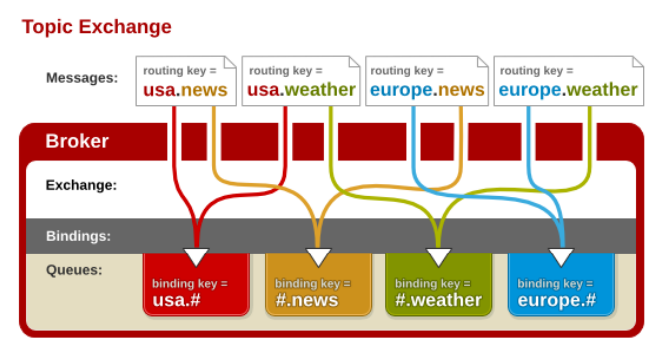 Topic Exchange
Messages:
routing key =
usa.news
routing key =
usa.weather
routing key =
europe.news
routing key =
europe.weather
Broker
Exchange:
Bindings:
Queues:
binding key =
usa.#
binding key =
#.news
binding key =
#.weather
binding key =
europe.#